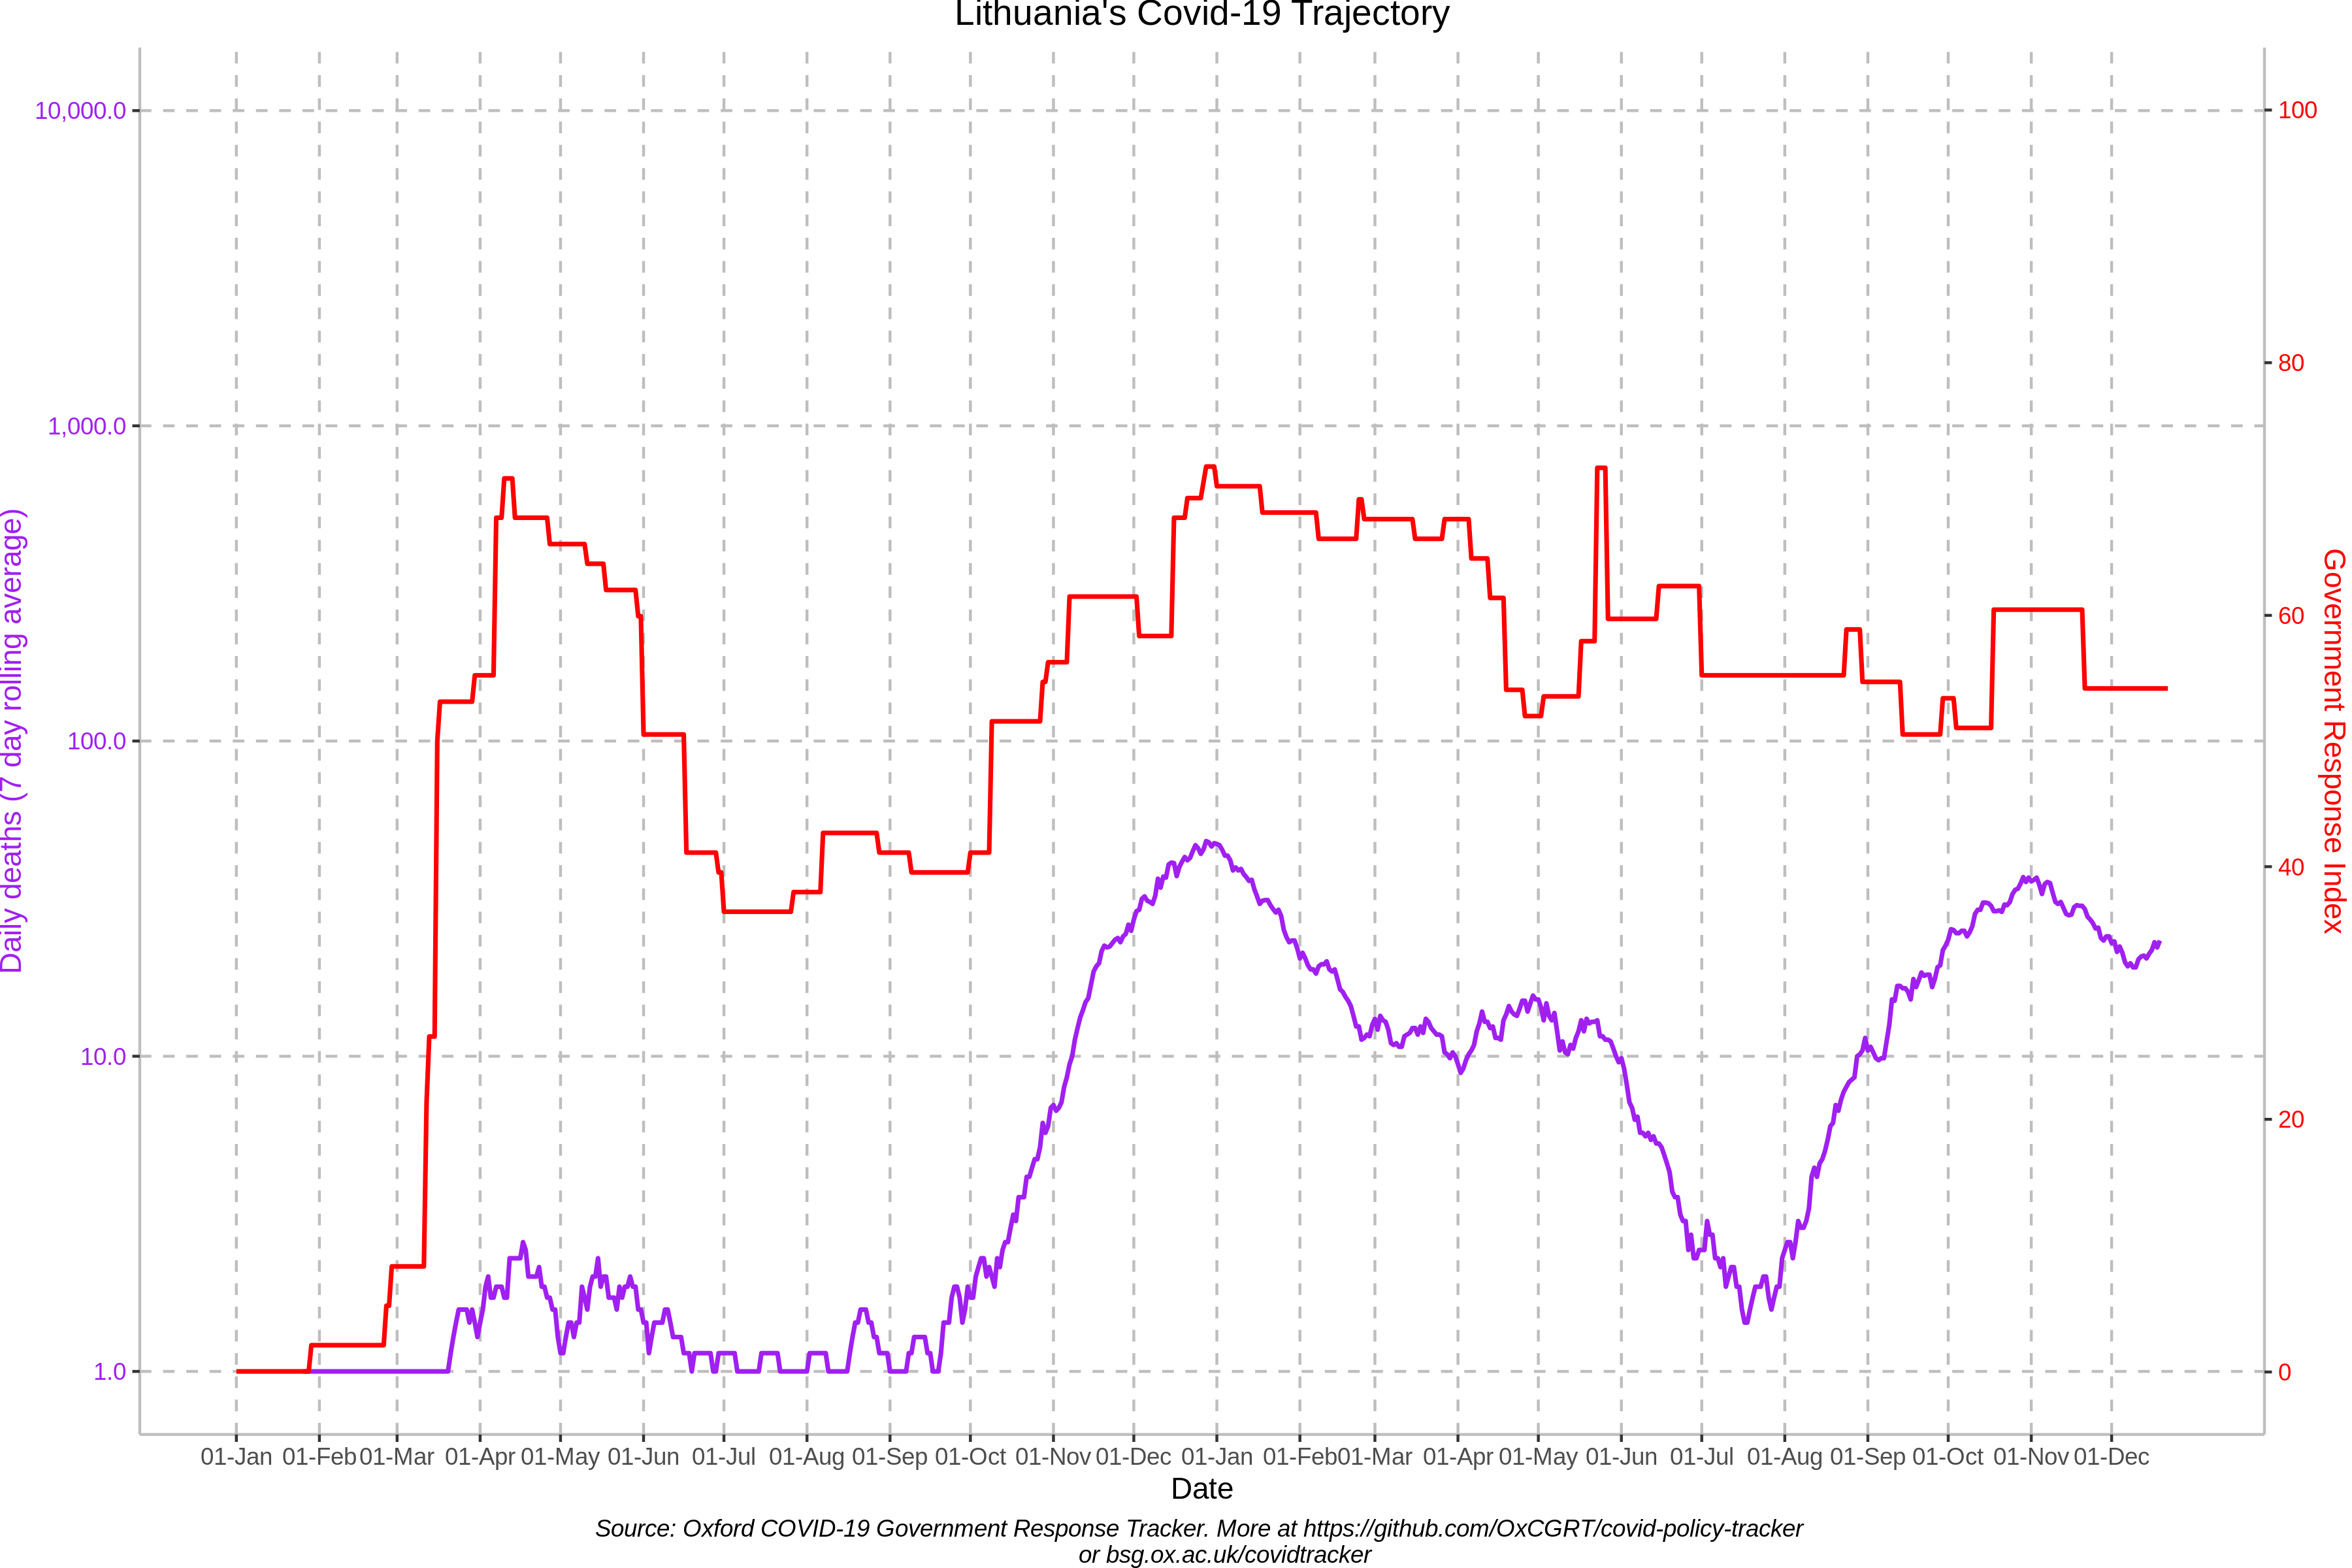 Lithuania's Covid-19 Trajectory
10,000.0
1,000.0
100.0
10.0
1.0
Daily deaths (7 day rolling average)
100
80
60
40
20
0
Government Response Index
01-Jan 01-Feb 01-Mar 01-Apr 01-May 01-Jun 01-Jul 01-Aug 01-Sep 01-Oct 01-Nov 01-Dec 01-Jan 01-Feb 01-Mar 01-Apr 01-May 01-Jun 01-Jul 01-Aug 01-Sep 01-Oct 01-Nov 01-Dec
Date
Source: Oxford COVID-19 Government Response Tracker. More at https://github.com/OxCGRT/covid-policy-tracker
or bsg.ox.ac.uk/covidtracker